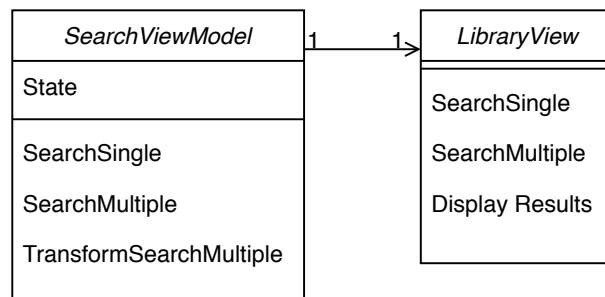 SearchViewModel
State
SearchSingle
SearchMultiple
TransformSearchMultiple
1 1
LibraryView
SearchSingle
SearchMultiple
Display Results